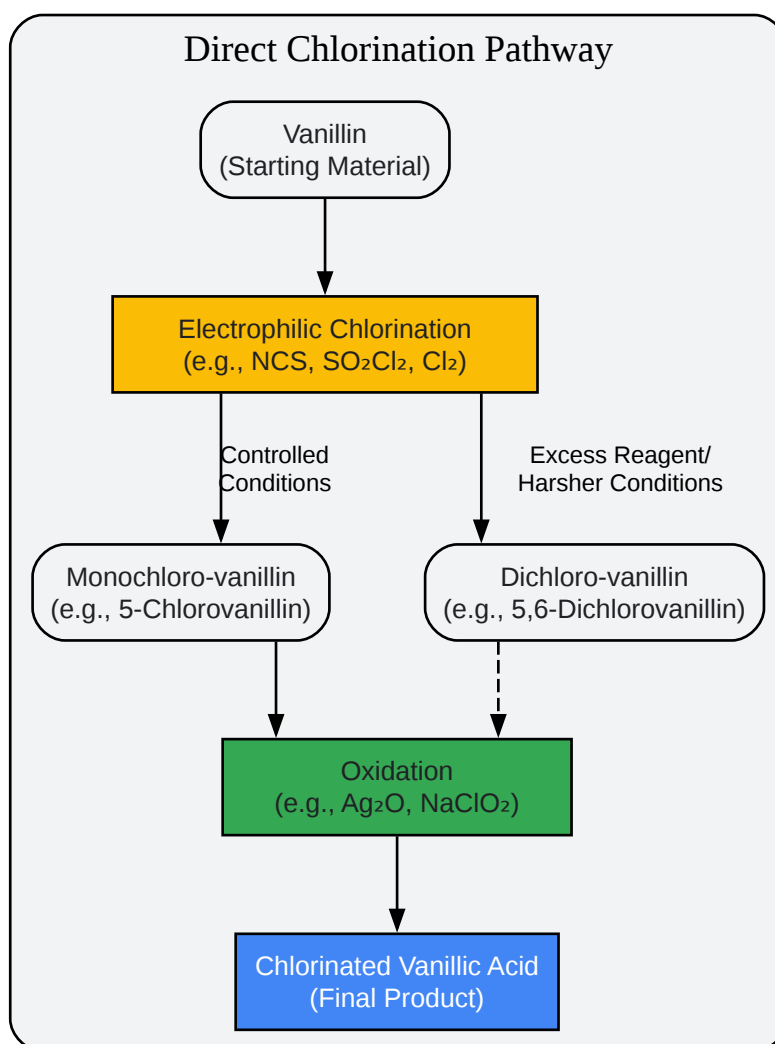 Direct Chlorination Pathway
Vanillin
(Starting Material)
Electrophilic Chlorination
(e.g., NCS, SO₂Cl₂, Cl₂)
Controlled
Conditions
Excess Reagent/
Harsher Conditions
Monochloro-vanillin
(e.g., 5-Chlorovanillin)
Dichloro-vanillin
(e.g., 5,6-Dichlorovanillin)
Oxidation
(e.g., Ag₂O, NaClO₂)
Chlorinated Vanillic Acid
(Final Product)